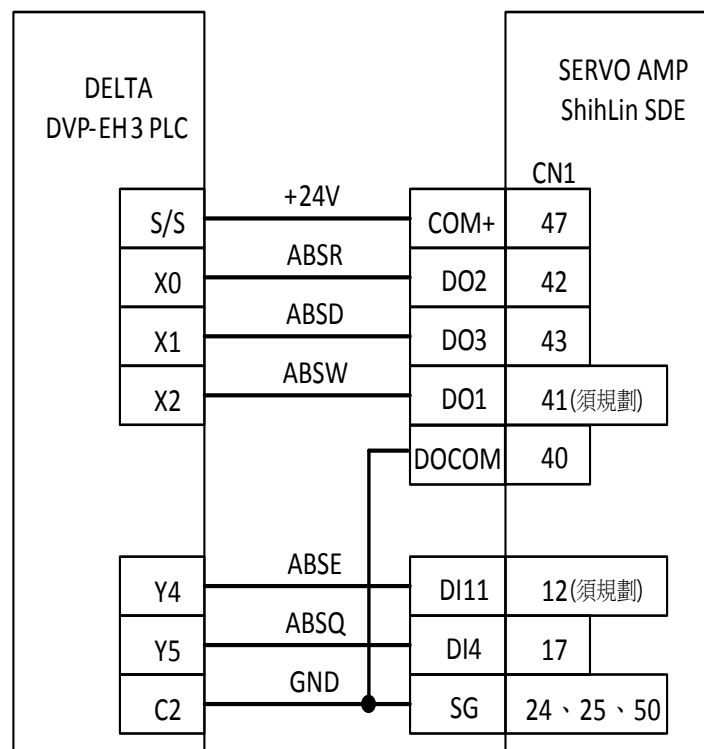 DELTA
DVP-EH3 PLC
SERVO AMP
ShihLin SDE
CN1
S/S +24V COM+ 47
X0 ABSR DO2 42
X1 ABSD DO3 43
X2 ABSW DO1 41(須規劃)
DOCOM 40
Y4 ABSE DI11 12(須規劃)
Y5 ABSQ DI4 17
C2 GND SG 24、25、50